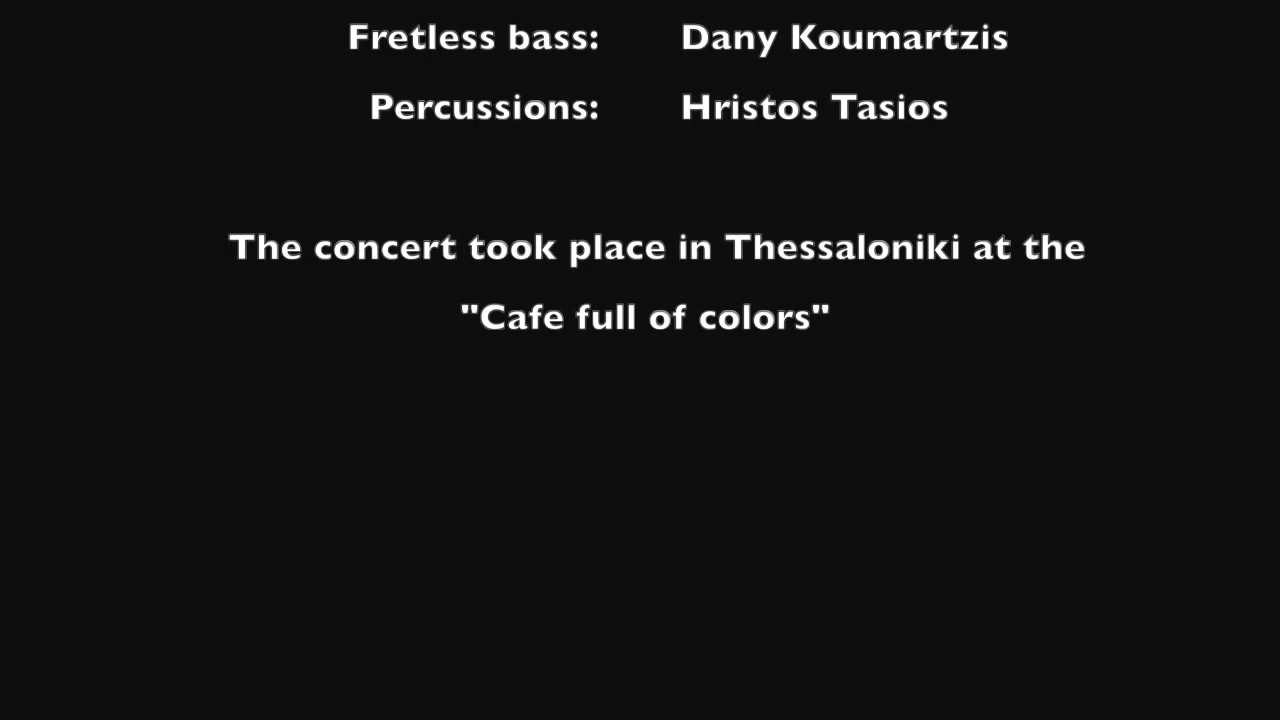 Fretless bass: Dany Koumartzis
Percussions: Hristos Tasios
The concert took place in Thessaloniki at the
"Cafe full of colors"